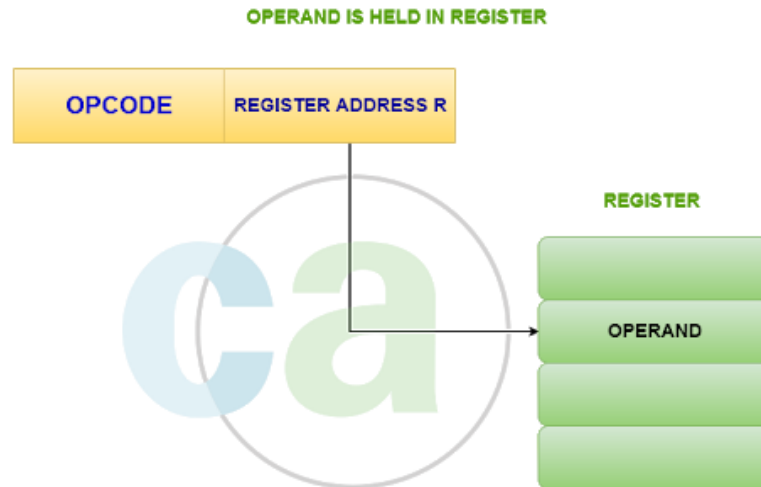 OPERAND IS HELD IN REGISTER
OPCODE
REGISTER ADDRESS R
REGISTER
OPERAND
ca